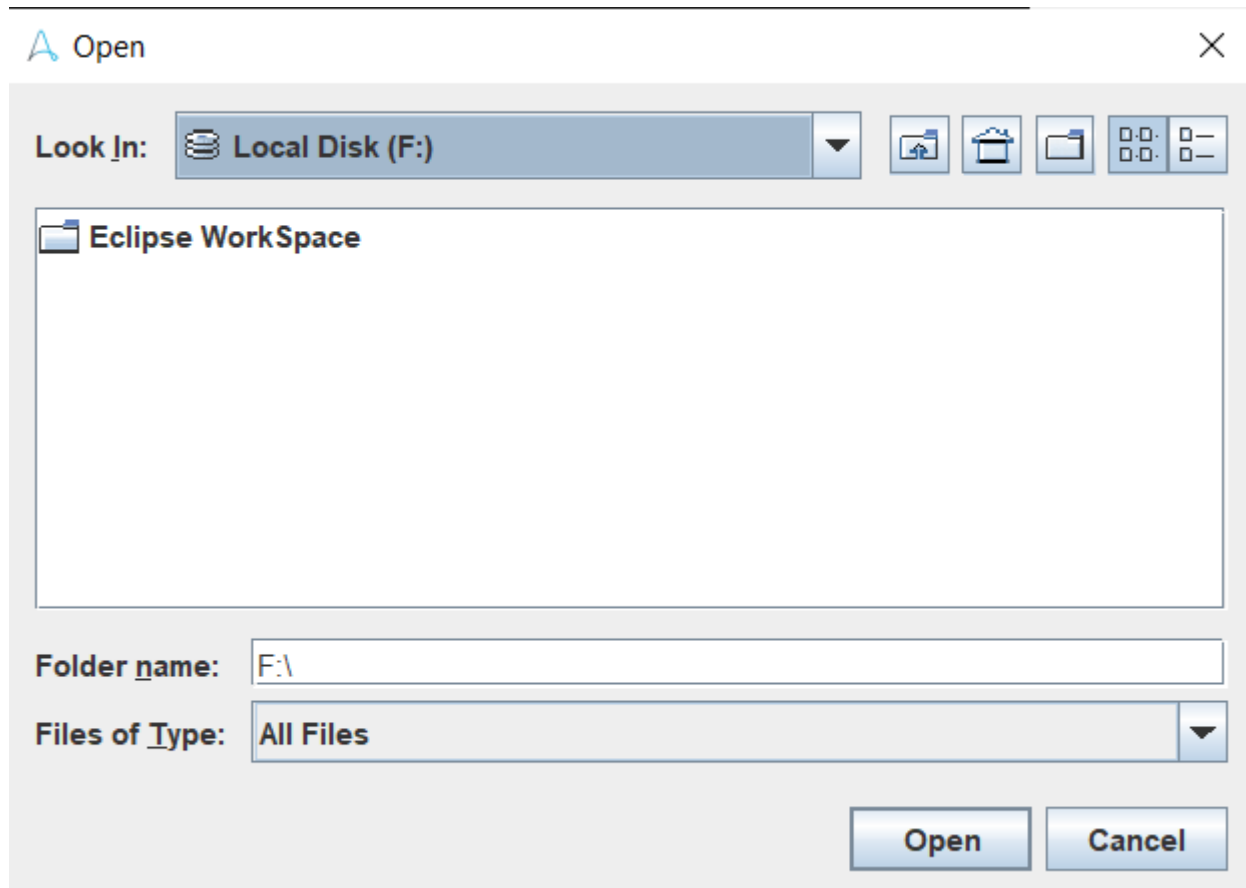 Open
Look In: Local Disk (F:)
Eclipse WorkSpace
Folder name: F:\
Files of Type: All Files
Open Cancel